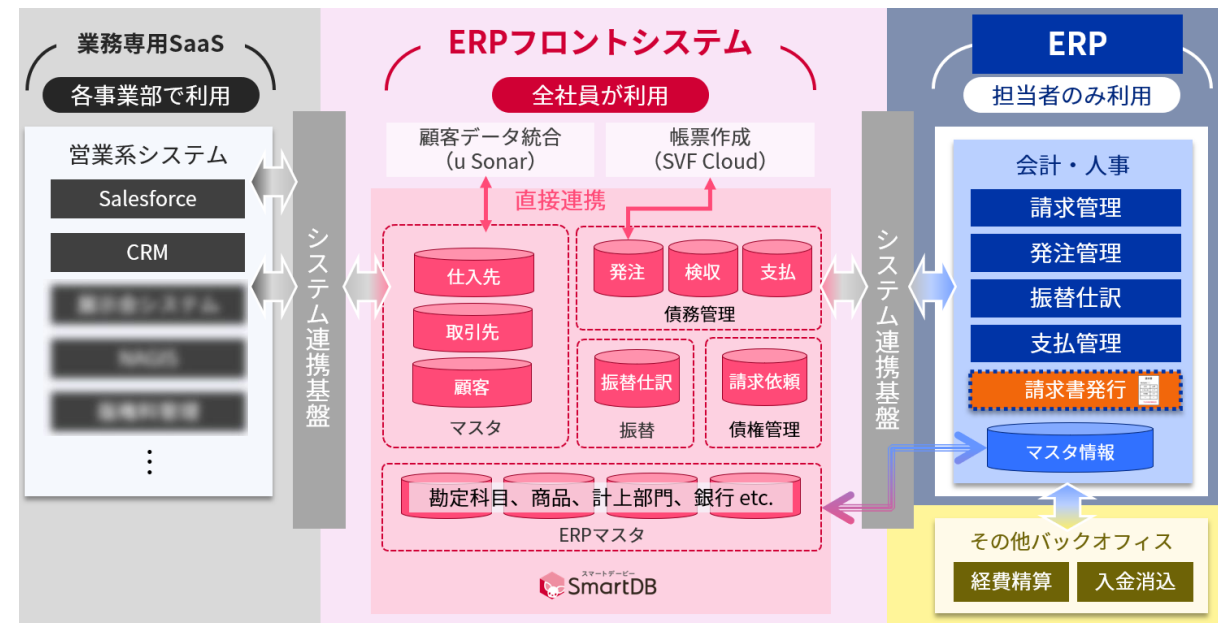 業務専用SaaS
各事業部で利用
営業系システム
Salesforce
CRM
⋮
システム連携基盤
ERPフロントシステム
全社員が利用
顧客データ統合
(u Sonar)
帳票作成
(SVF Cloud)
直接連携
仕入先
取引先
顧客
マスタ
発注
検収
支払
債務管理
振替仕訳
振替
請求依頼
債権管理
勘定科目、商品、計上部門、銀行 etc.
ERPマスタ
スマートデービー
SmartDB
システム連携基盤
ERP
担当者のみ利用
会計・人事
請求管理
発注管理
振替仕訳
支払管理
請求書発行
マスタ情報
その他バックオフィス
経費精算
入金消込